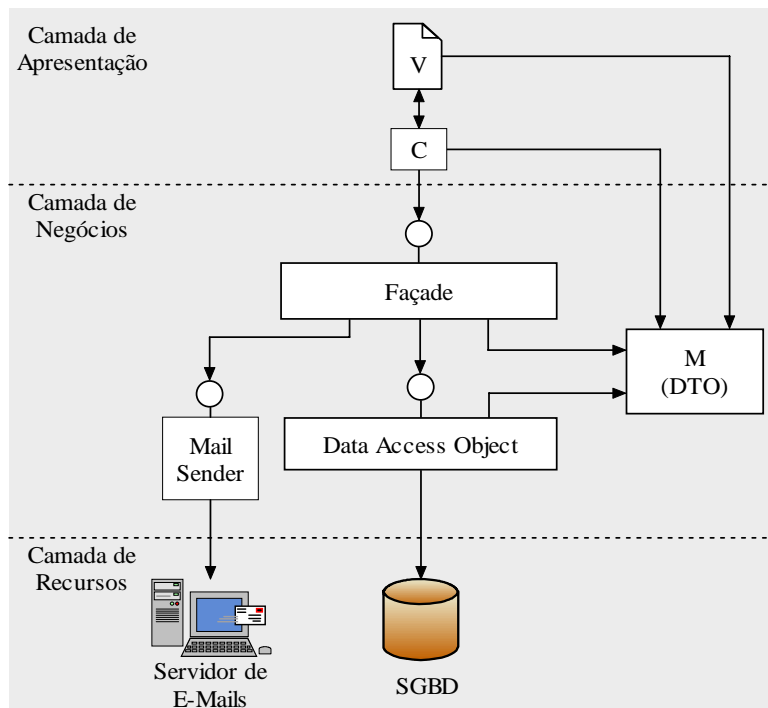 Camada de
Apresentação
V
C
Camada de
Negócios
Façade
M
(DTO)
Mail
Sender
Data Access Object
Camada de
Recursos
Servidor de
E-Mails
SGBD